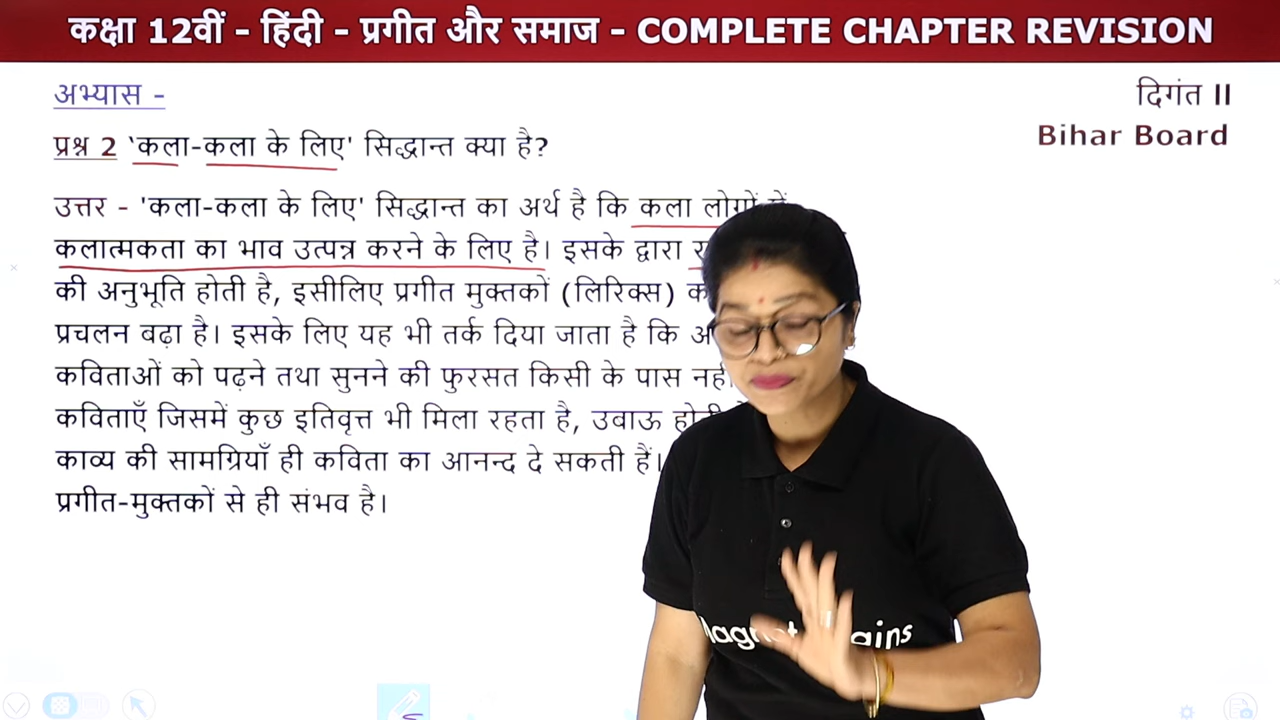 कक्षा 12वीं - हिंदी - प्रगीत और समाज - COMPLETE CHAPTER REVISION
अभ्यास -
दिगंत II
Bihar Board
प्रश्न 2 'कला-कला के लिए' सिद्धान्त क्या है?
उत्तर - 'कला-कला के लिए' सिद्धान्त का अर्थ है कि कला लोगों में
कलात्मकता का भाव उत्पन्न करने के लिए है। इसके द्वारा
की अनुभूति होती है, इसीलिए प्रगीत मुक्तकों (लिरिक्स)
प्रचलन बढ़ा है। इसके लिए यह भी तर्क दिया जाता है कि
कविताओं को पढ़ने तथा सुनने की फुरसत किसी के पास
कविताएँ जिसमें कुछ इतिवृत्त भी मिला रहता है, उबाऊ
काव्य की सामग्रियाँ ही कविता का आनन्द दे सकती हैं।
प्रगीत-मुक्तकों से ही संभव है।